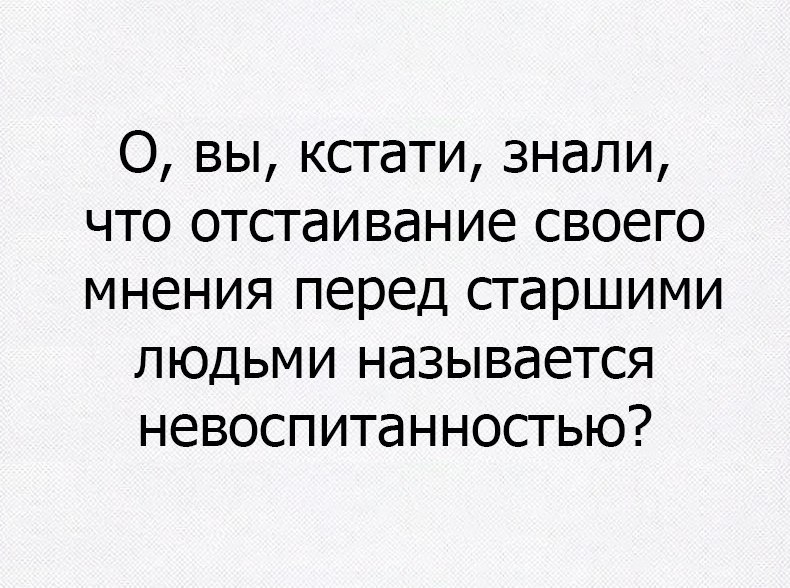 О, вы, кстати, знали,
что отстаивание своего
мнения перед старшими
людьми называется
невоспитанностью?